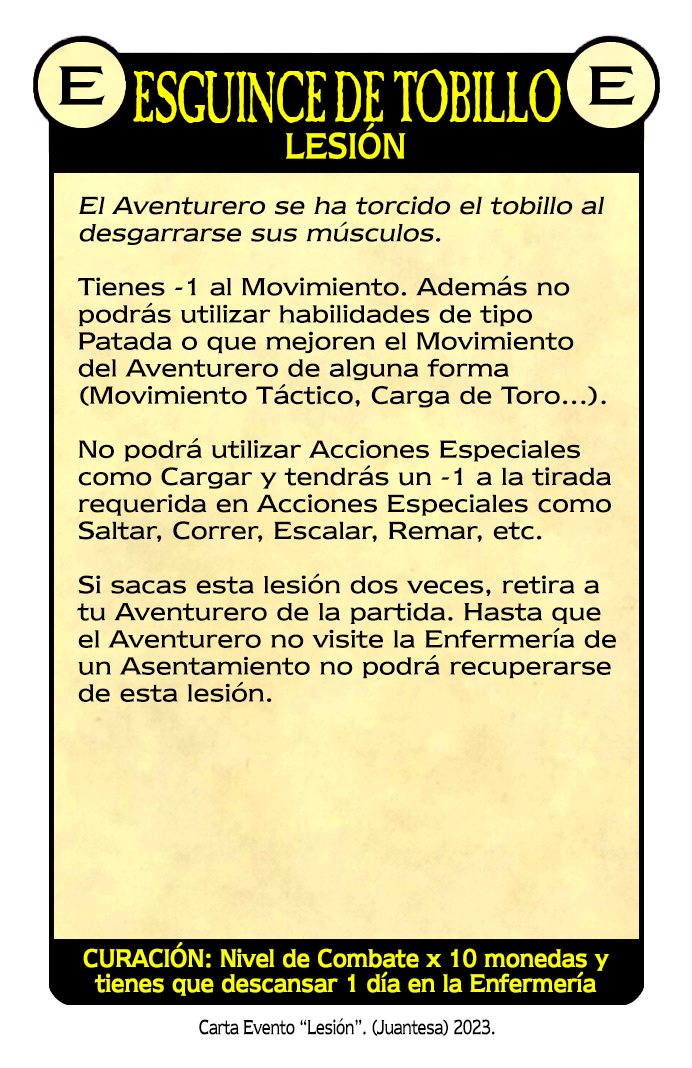 E ESGUINCE DE TOBILLO E
LESIÓN
El Aventurero se ha torcido el tobillo al
desgarrarse sus músculos.
Tienes -1 al Movimiento. Además no
podrás utilizar habilidades de tipo
Patada o que mejoren el Movimiento
del Aventurero de alguna forma
(Movimiento Táctico, Carga de Toro...).
No podrá utilizar Acciones Especiales
como Cargar y tendrás un -1 a la tirada
requerida en Acciones Especiales como
Saltar, Correr, Escalar, Remar, etc.
Si sacas esta lesión dos veces, retira a
tu Aventurero de la partida. Hasta que
el Aventurero no visite la Enfermería de
un Asentamiento no podrá recuperarse
de esta lesión.
CURACIÓN: Nivel de Combate x 10 monedas y
tienes que descansar 1 día en la Enfermería
Carta Evento “Lesión”. (Juantesa) 2023.